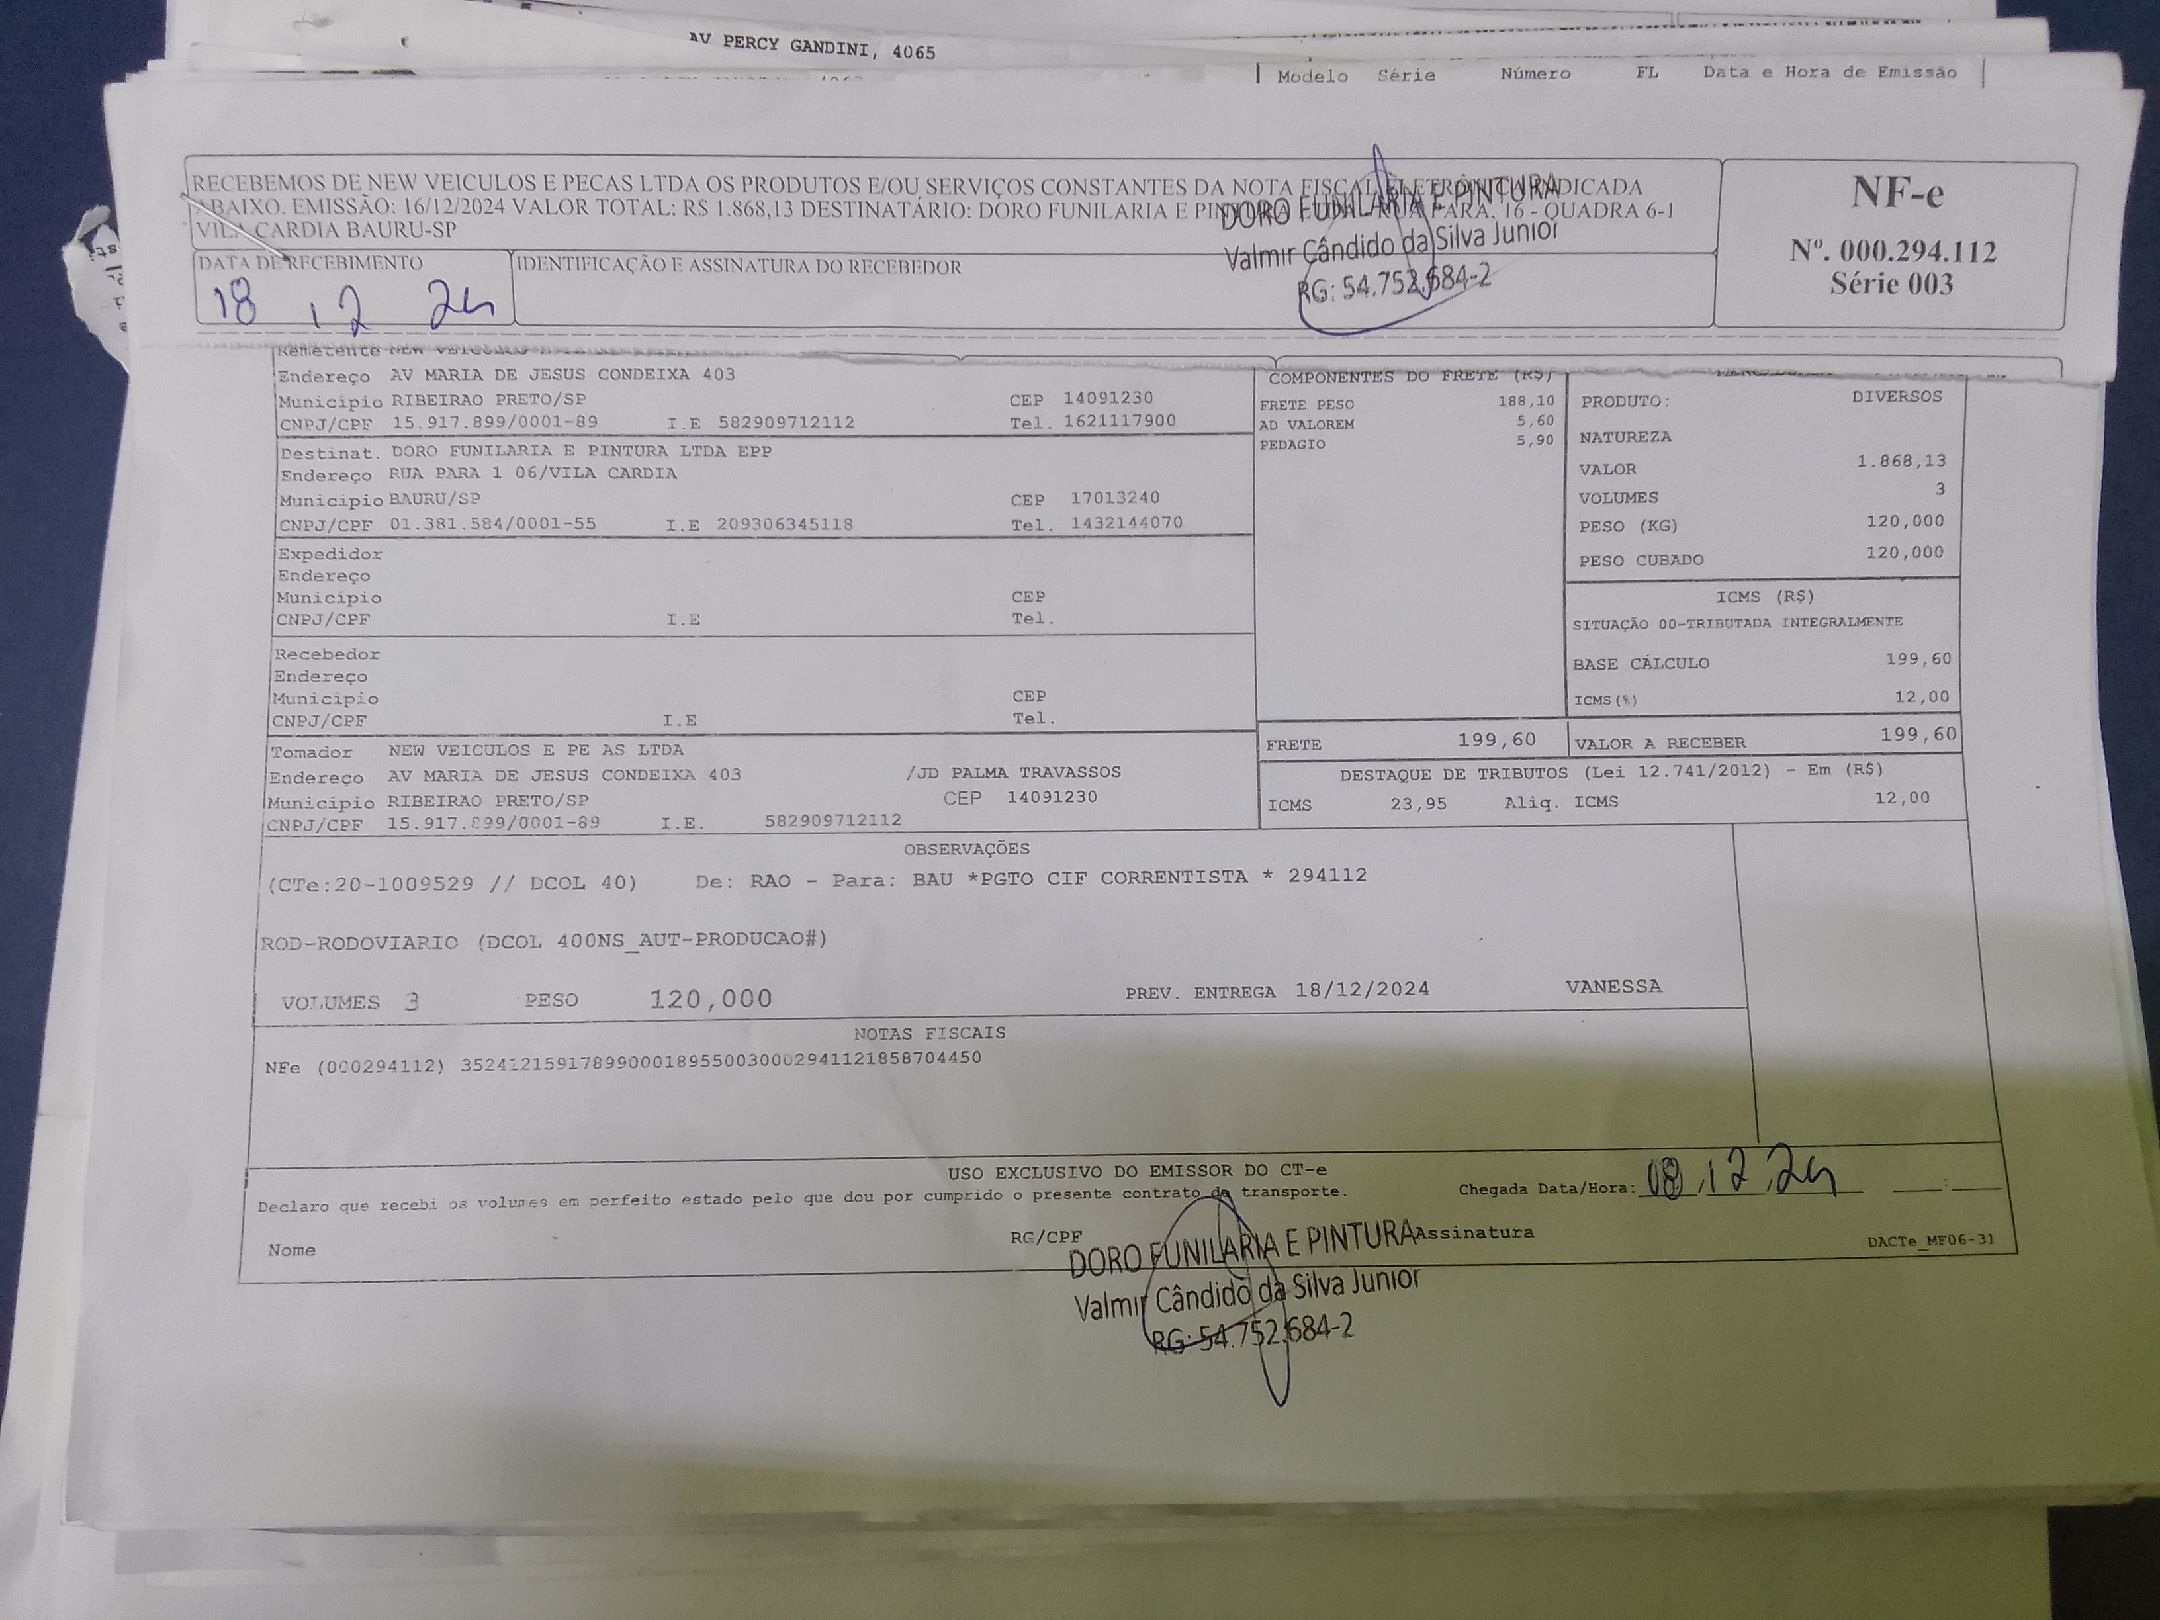 AV PERCY GANDINI, 4065
Modelo Série Número FL Data e Hora de Emissão
RECEBEMOS DE NEW VEICULOS E PECAS LTDA OS PRODUTOS E/OU SERVIÇOS CONSTANTES DA NOTA FISCAL ELETRÔNICA INDICADA
ABAIXO. EMISSÃO: 16/12/2024 VALOR TOTAL: R$ 1.868,13 DESTINATÁRIO: DORO FUNILARIA E PINTURA LTDA - RUA PARA, 16 - QUADRA 6-1
VILA CARDIA BAURU-SP
DORO FUNILARIA E PINTURA
Valmir Cândido da Silva Junior
RG: 54.752.684-2
DATA DE RECEBIMENTO
18 12 24
IDENTIFICAÇÃO E ASSINATURA DO RECEBEDOR
NF-e
Nº. 000.294.112
Série 003
Remetente NEW VEICULOS E
Endereço AV MARIA DE JESUS CONDEIXA 403
Município RIBEIRAO PRETO/SP CEP 14091230
CNPJ/CPF 15.917.899/0001-89 I.E 582909712112 Tel. 1621117900
Destinat. DORO FUNILARIA E PINTURA LTDA EPP
Endereço RUA PARA 1 06/VILA CARDIA
Município BAURU/SP CEP 17013240
CNPJ/CPF 01.381.584/0001-55 I.E 209306345118 Tel. 1432144070
Expedidor
Endereço
Município CEP
CNPJ/CPF I.E Tel.
Recebedor
Endereço
Município CEP
CNPJ/CPF I.E Tel.
Tomador NEW VEICULOS E PE AS LTDA
Endereço AV MARIA DE JESUS CONDEIXA 403 /JD PALMA TRAVASSOS
Município RIBEIRAO PRETO/SP CEP 14091230
CNPJ/CPF 15.917.899/0001-89 I.E. 582909712112
COMPONENTES DO FRETE (R$)
FRETE PESO 188,10
AD VALOREM 5,60
PEDAGIO 5,90
PRODUTO: DIVERSOS
NATUREZA
VALOR 1.868,13
VOLUMES 3
PESO (KG) 120,000
PESO CUBADO 120,000
ICMS (R$)
SITUAÇÃO 00-TRIBUTADA INTEGRALMENTE
BASE CÁLCULO 199,60
ICMS(%) 12,00
FRETE 199,60 VALOR A RECEBER 199,60
DESTAQUE DE TRIBUTOS (Lei 12.741/2012) - Em (R$)
ICMS 23,95 Aliq. ICMS 12,00
OBSERVAÇÕES
(CTe:20-1009529 // DCOL 40) De: RAO - Para: BAU *PGTO CIF CORRENTISTA * 294112
ROD-RODOVIARIO (DCOL 400NS_AUT-PRODUCAO#)
VOLUMES 3 PESO 120,000 PREV. ENTREGA 18/12/2024 VANESSA
NOTAS FISCAIS
NFe (000294112) 35241215917899000189550030002941121858704450
USO EXCLUSIVO DO EMISSOR DO CT-e
Declaro que recebi os volumes em perfeito estado pelo que dou por cumprido o presente contrato de transporte.
Chegada Data/Hora: 18 12 24 :
Nome RG/CPF Assinatura
DACTe_MF06-31
DORO FUNILARIA E PINTURA
Valmir Cândido da Silva Junior
RG: 54.752.684-2